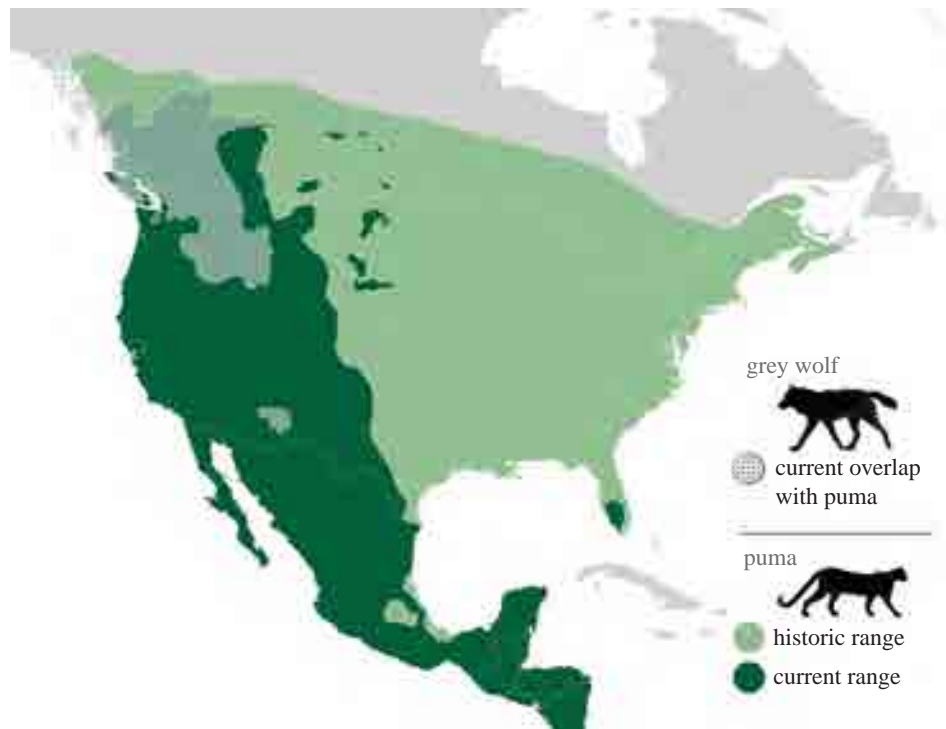 grey wolf
current overlap
with puma
puma
historic range
current range